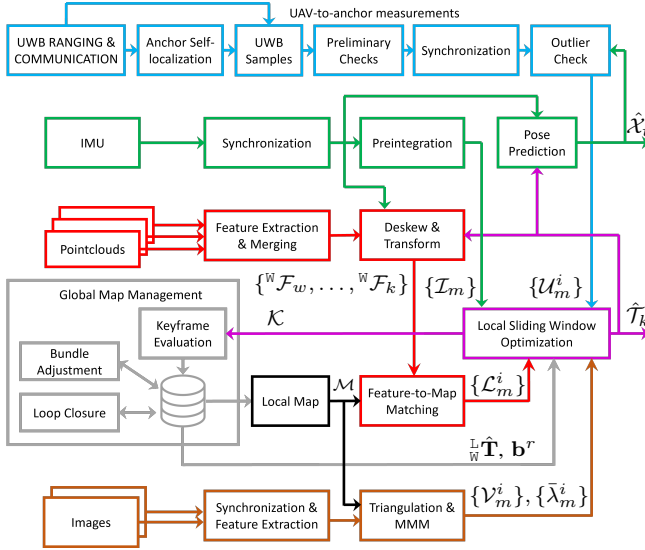 UAV-to-anchor measurements
UWB RANGING &
COMMUNICATION
Anchor Self-
localization
UWB
Samples
Preliminary
Checks
Synchronization
Outlier
Check
IMU
Synchronization
Preintegration
Pose
Prediction
Pointclouds
Feature Extraction
& Merging
Deskew &
Transform
{ᵂℱ_w, . . . , ᵂℱ_k}
{ℐ_m}
{𝒰_m^i}
𝒯̂_k
Global Map Management
Keyframe
Evaluation
𝒦
Local Sliding Window
Optimization
Bundle
Adjustment
Loop Closure
Local Map
ℳ
Feature-to-Map
Matching
{ℒ_m^i}
ᴸ_W 𝐓̂, 𝐛^r
Images
Synchronization &
Feature Extraction
Triangulation &
MMM
{𝒱_m^i}, {λ̄_m^i}